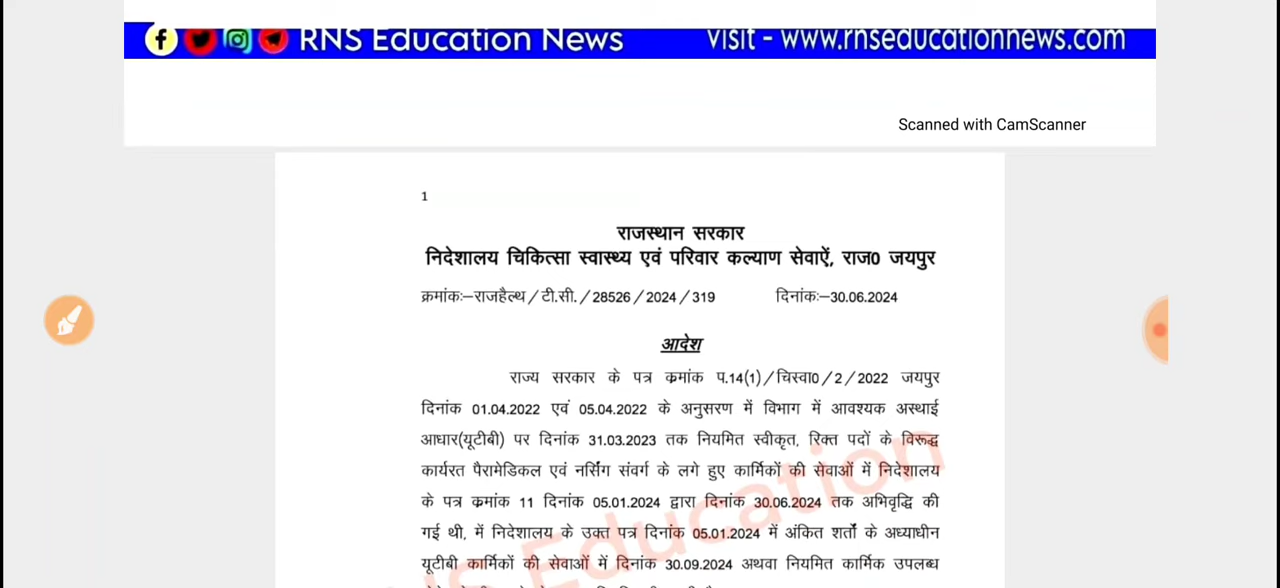 RNS Education News visit - www.rnseducationnews.com
Scanned with CamScanner
1
राजस्थान सरकार
निदेशालय चिकित्सा स्वास्थ्य एवं परिवार कल्याण सेवाऐं, राज0 जयपुर
क्रमांकः–राजहैल्थ/टी.सी./28526/2024/319 दिनांकः–30.06.2024
आदेश
राज्य सरकार के पत्र क्रमांक प.14(1)/चिस्वा0/2/2022 जयपुर
दिनांक 01.04.2022 एवं 05.04.2022 के अनुसरण में विभाग में आवश्यक अस्थाई
आधार(यूटीबी) पर दिनांक 31.03.2023 तक नियमित स्वीकृत, रिक्त पदों के विरूद्ध
कार्यरत पैरामेडिकल एवं नर्सिंग संवर्ग के लगे हुए कार्मिकों की सेवाओं में निदेशालय
के पत्र क्रमांक 11 दिनांक 05.01.2024 द्वारा दिनांक 30.06.2024 तक अभिवृद्धि की
गई थी, में निदेशालय के उक्त पत्र दिनांक 05.01.2024 में अंकित शर्तों के अध्याधीन
यूटीबी कार्मिकों की सेवाओं में दिनांक 30.09.2024 अथवा नियमित कार्मिक उपलब्ध
NS Education